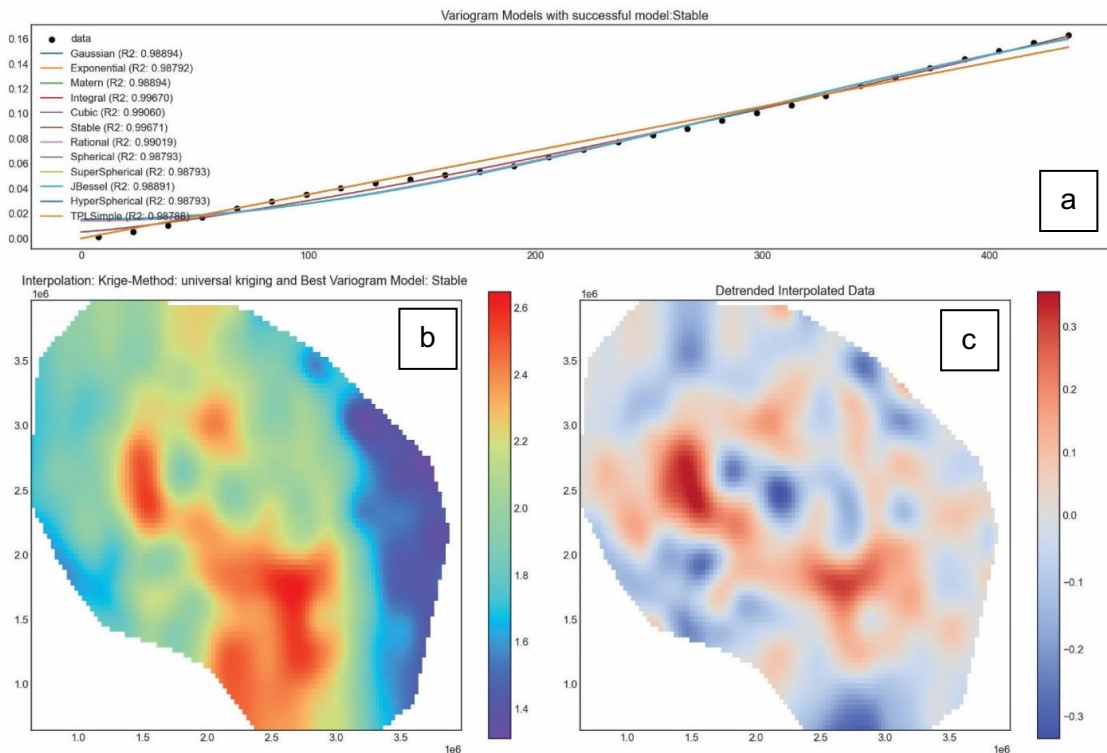 Variogram Models with successful model:Stable
0.16
0.14
0.12
0.10
0.08
0.06
0.04
0.02
0.00
data
Gaussian (R2: 0.98894)
Exponential (R2: 0.98792)
Matern (R2: 0.98894)
Integral (R2: 0.99670)
Cubic (R2: 0.99060)
Stable (R2: 0.99671)
Rational (R2: 0.99019)
Spherical (R2: 0.98793)
SuperSpherical (R2: 0.98793)
JBessel (R2: 0.98891)
HyperSpherical (R2: 0.98793)
TPLSimple (R2: 0.98788)
a
0 100 200 300 400
Interpolation: Krige-Method: universal kriging and Best Variogram Model: Stable
1e6
b
3.5
3.0
2.5
2.0
1.5
1.0
1.0 1.5 2.0 2.5 3.0 3.5
1e6
2.6
2.4
2.2
2.0
1.8
1.6
1.4
Detrended Interpolated Data
1e6
c
3.5
3.0
2.5
2.0
1.5
1.0
1.0 1.5 2.0 2.5 3.0 3.5
1e6
0.3
0.2
0.1
0.0
−0.1
−0.2
−0.3